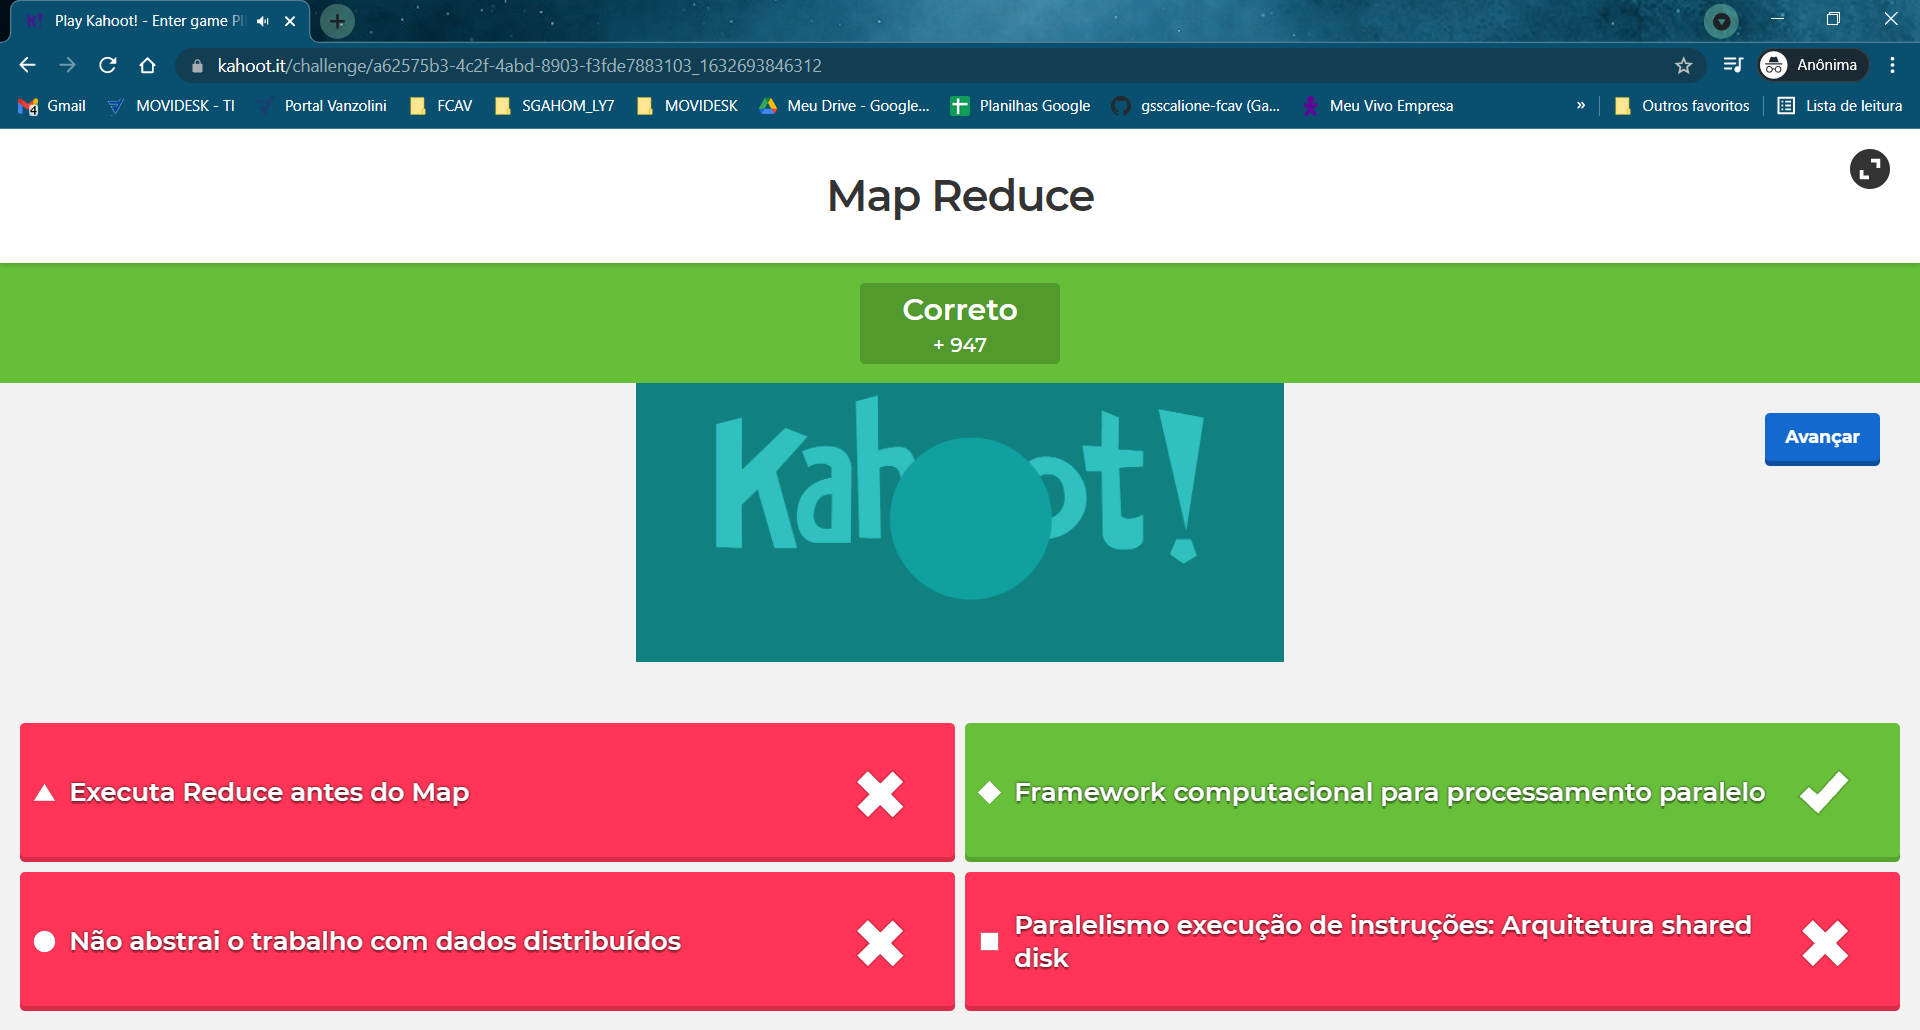 Play Kahoot! - Enter game P
kahoot.it/challenge/a62575b3-4c2f-4abd-8903-f3fde7883103_1632693846312
Anônima
Gmail
MOVIDESK - TI
Portal Vanzolini
FCAV
SGAHOM_LY7
MOVIDESK
Meu Drive - Google...
Planilhas Google
gsscalione-fcav (Ga...
Meu Vivo Empresa
»
Outros favoritos
Lista de leitura
Map Reduce
Correto
+ 947
Kahoot!
Avançar
Executa Reduce antes do Map
Framework computacional para processamento paralelo
Não abstrai o trabalho com dados distribuídos
Paralelismo execução de instruções: Arquitetura shared
disk